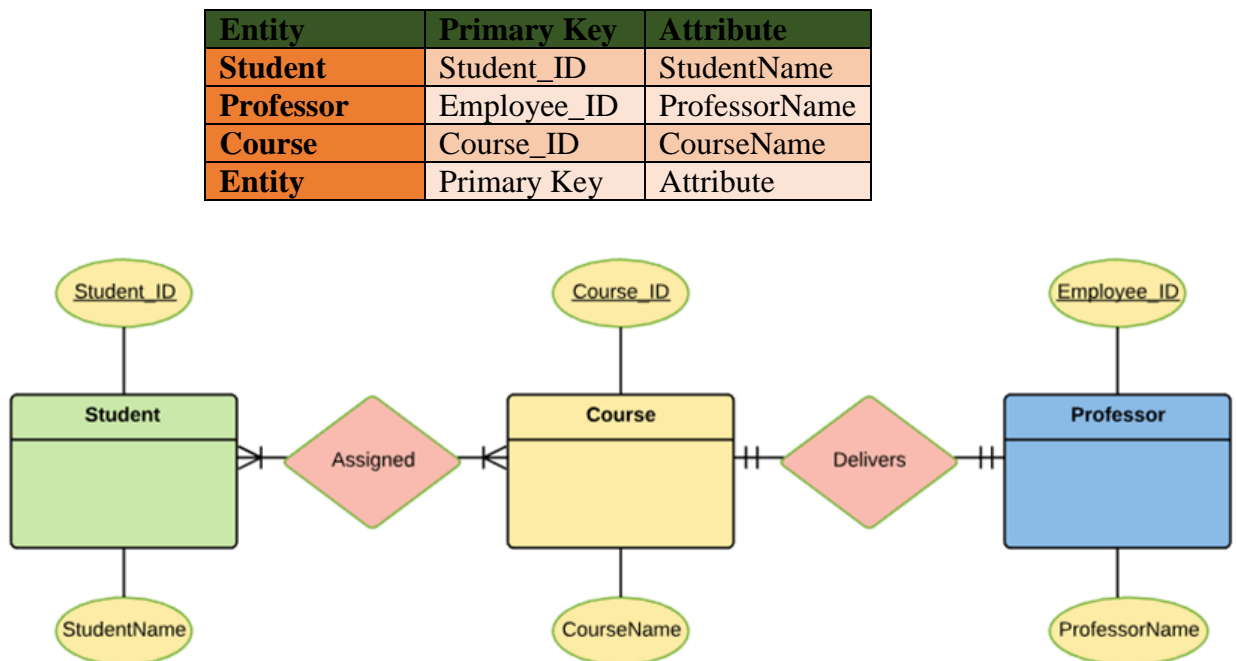 Entity Primary Key Attribute
Student Student_ID StudentName
Professor Employee_ID ProfessorName
Course Course_ID CourseName
Entity Primary Key Attribute
Student_ID Course_ID Employee_ID
Student Course Professor
Assigned Delivers
StudentName CourseName ProfessorName